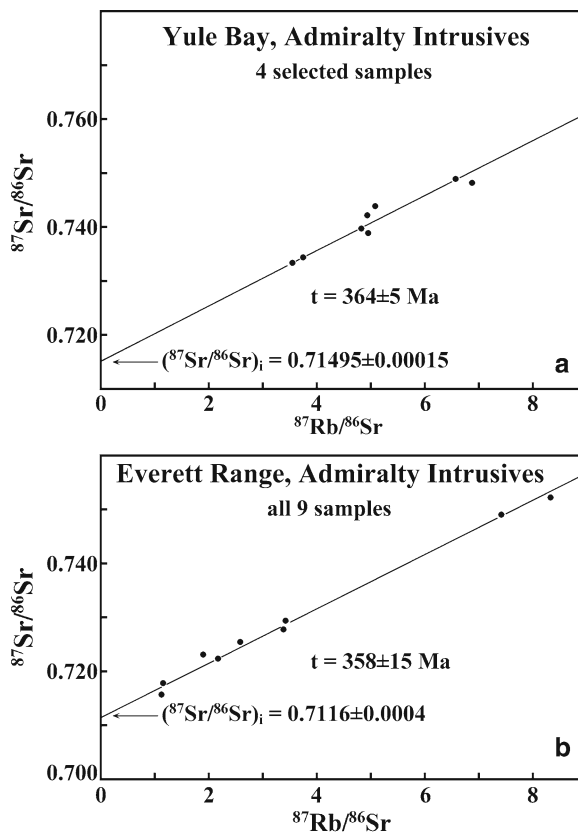 Yule Bay, Admiralty Intrusives
4 selected samples
0.760
0.740
0.720
⁸⁷Sr/⁸⁶Sr
t = 364±5 Ma
(⁸⁷Sr/⁸⁶Sr)ᵢ = 0.71495±0.00015
a
0 2 4 6 8
⁸⁷Rb/⁸⁶Sr
Everett Range, Admiralty Intrusives
all 9 samples
0.740
0.720
0.700
⁸⁷Sr/⁸⁶Sr
t = 358±15 Ma
(⁸⁷Sr/⁸⁶Sr)ᵢ = 0.7116±0.0004
b
0 2 4 6 8
⁸⁷Rb/⁸⁶Sr